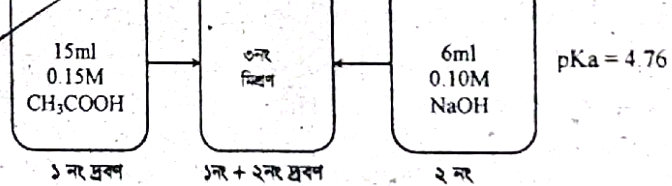 15ml
0.15M
CH₃COOH
১ নং দ্রবণ
৩নং
মিশ্রণ
১নং + ২নং দ্রবণ
6ml
0.10M
NaOH
২ নং
pKa = 4.76